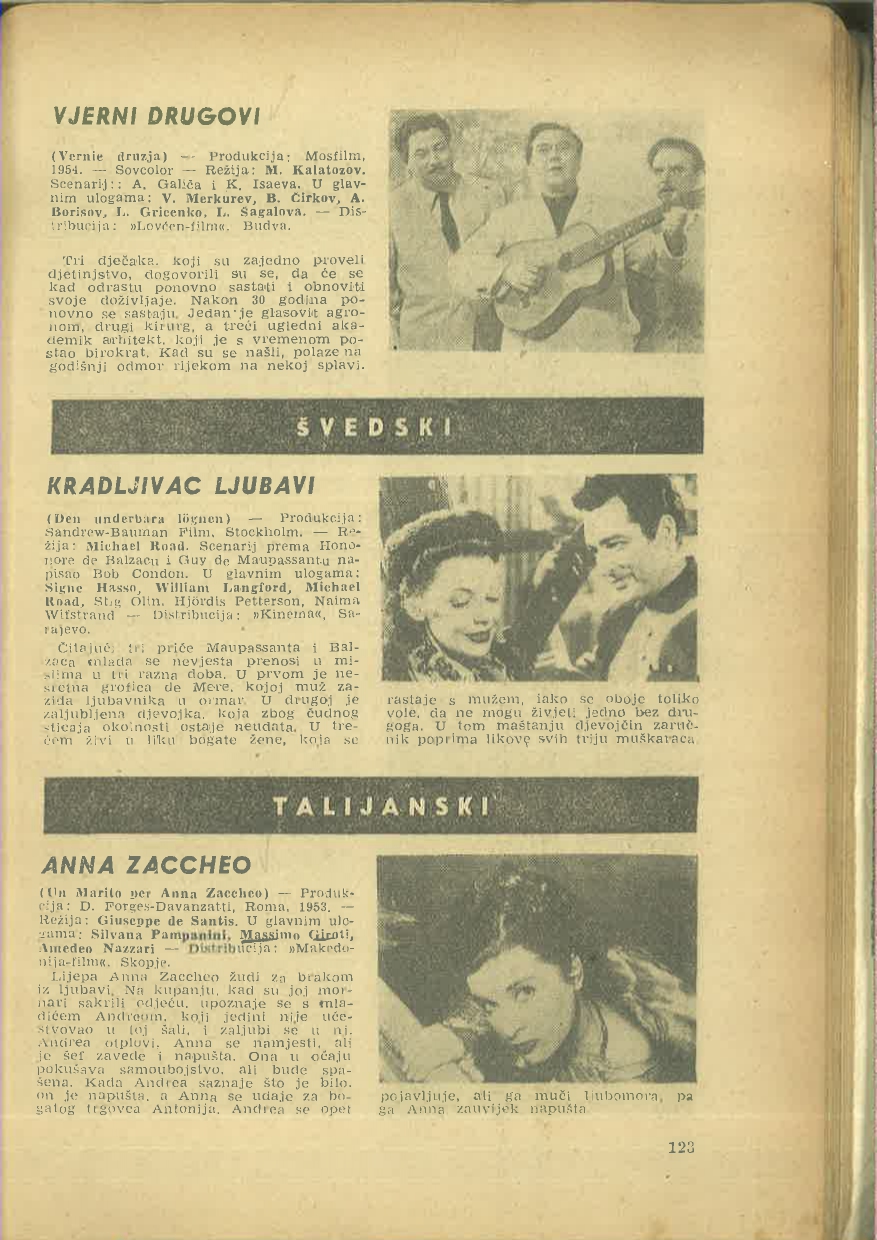 VJERNI DRUGOVI
(Vernie druzja) — Produkcija: Mosfilm,
1954. — Sovcolor — Režija: M. Kalatozov.
Scenarij:: A. Galića i K. Isaeva. U glav-
nim ulogama: V. Merkurev, B. Čirkov, A.
Borisov, L. Gricenko, L. Šagalova. — Dis-
tribucija: »Lovćen-film«, Budva.
Tri dječaka, koji su zajedno proveli
djetinjstvo, dogovorili su se, da će se
kad odrastu ponovno sastati i obnoviti
svoje doživljaje. Nakon 30 godina po-
novno se sastaju. Jedan je glasovit agro-
nom, drugi kirurg, a treći ugledni aka-
demik arhitekt, koji je s vremenom po-
stao birokrat. Kad su se našli, polaze na
godišnji odmor rijekom na nekoj splavi.
ŠVEDSKI
KRADLJIVAC LJUBAVI
(Den underbara lögnen) — Produkcija:
Sandrew-Bauman Film, Stockholm. — Re-
žija: Michael Road. Scenarij prema Hono-
nore de Balzacu i Guy de Maupassantu na-
pisao Bob Condon. U glavnim ulogama:
Signe Hasso, William Langford, Michael
Road, Stig Olin, Hjördis Petterson, Naima
Wifstrand — Distribucija: »Kinema«, Sa-
rajevo.
Čitajući tri priče Maupassanta i Bal-
zaca mlada se nevjesta prenosi u mi-
slima u tri razna doba. U prvom je ne-
sretna grofica de Mere, kojoj muž za-
zida ljubavnika u ormar. U drugoj je
zaljubljena djevojka, koja zbog čudnog
sticaja okolnosti ostaje neudata. U tre-
ćem živi u liku bogate žene, koja se
rastaje s mužem, iako se oboje toliko
vole, da ne mogu živjeti jedno bez dru-
goga. U tom maštanju djevojčin zaruč-
nik poprima likove svih triju muškaraca
TALIJANSKI
ANNA ZACCHEO
(Un Marito per Anna Zaccheo) — Produk-
cija: D. Forges-Davanzatti, Roma, 1953. —
Režija: Giuseppe de Santis. U glavnim ulo-
gama: Silvana Pampanini, Massimo Giroti,
Amedeo Nazzari — Distribucija: »Makedo-
nija-film«, Skopje.
Lijepa Anna Zaccheo žudi za brakom
iz ljubavi. Na kupanju, kad su joj mor-
nari sakrili odjeću, upoznaje se s mla-
dićem Andreom, koji jedini nije uče-
stvovao u toj šali, i zaljubi se u nj.
Andrea otplovi. Anna se namjesti, ali
je šef zavede i napušta. Ona u očaju
pokušava samoubojstvo, ali bude spa-
šena. Kada Andrea saznaje što je bilo,
on je napušta, a Anna se udaje za bo-
gatog trgovca Antonija. Andrea se opet
pojavljuje, ali ga muči ljubomora, pa
ga Anna zauvijek napušta
123